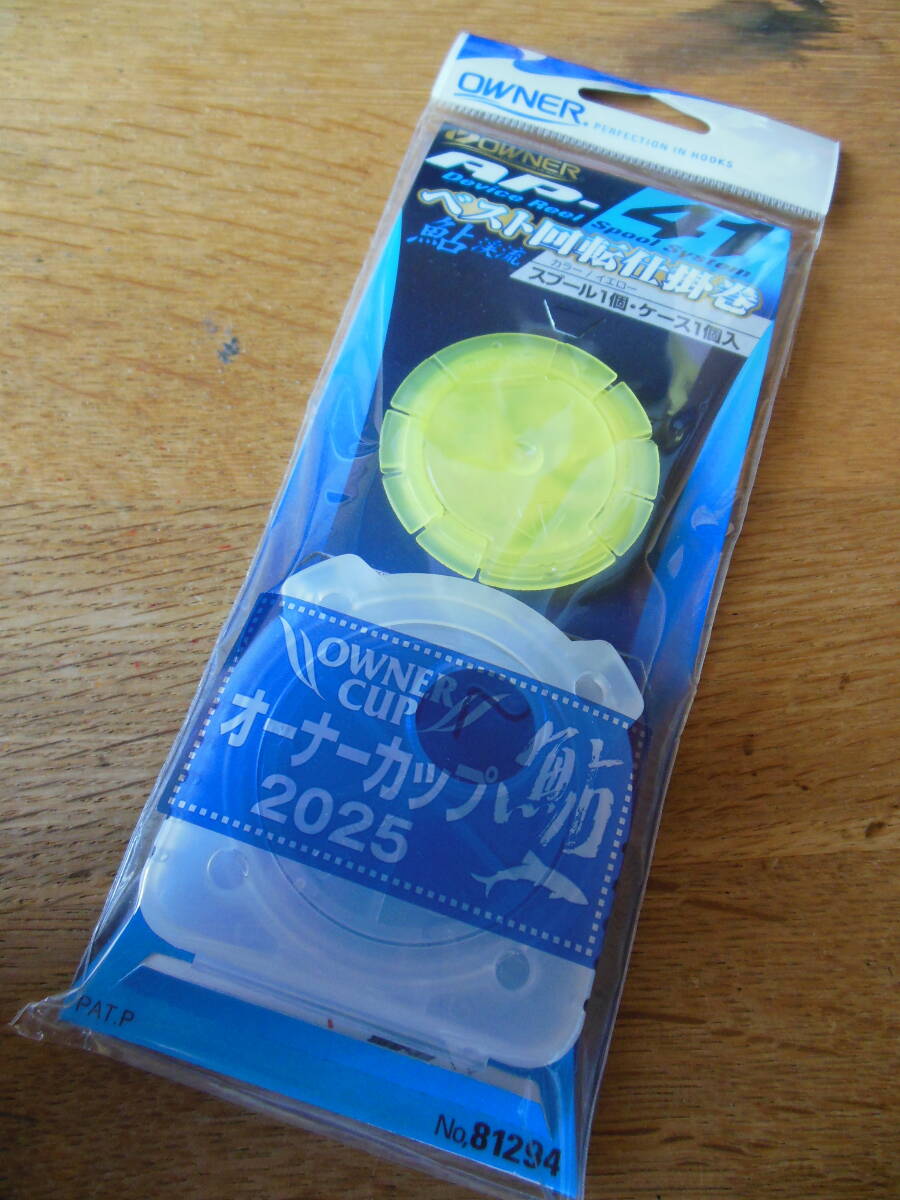 OWNER
PERFECTION IN HOOKS
OWNER
AP-41
Device Reel Spool System
ベスト回転仕掛巻
鮎 渓流
カラー/イエロー
スプール1個・ケース1個入
OWNER
CUP
オーナーカップ鮎
2025
PAT.P
No,81294